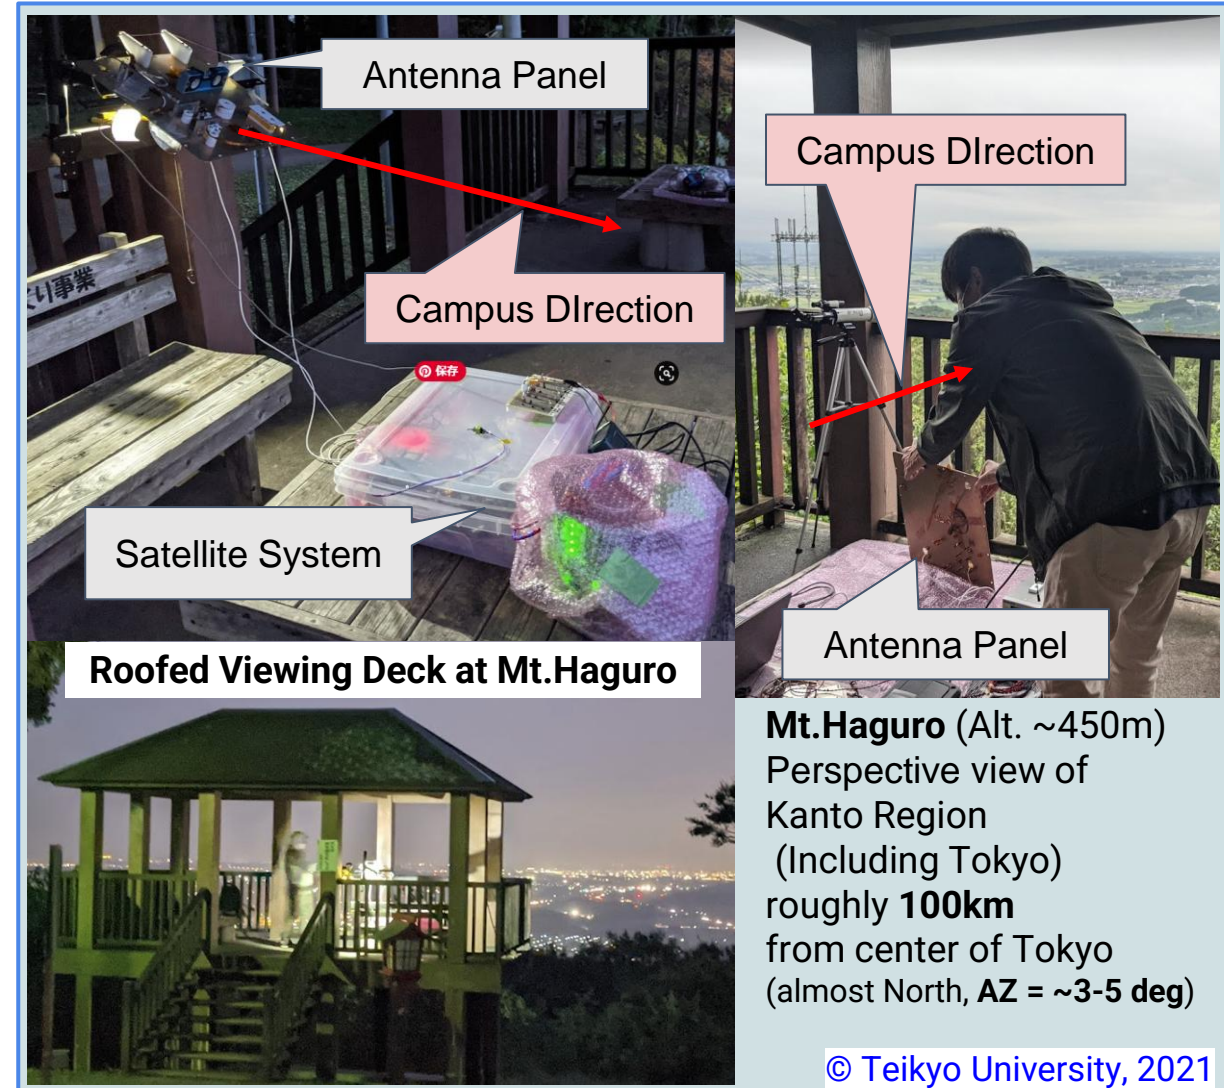 Antenna Panel
Campus DIrection
り事業
保存
Satellite System
Roofed Viewing Deck at Mt.Haguro
Campus DIrection
Antenna Panel
Mt.Haguro (Alt. ~450m)
Perspective view of
Kanto Region
(Including Tokyo)
roughly 100km
from center of Tokyo
(almost North, AZ = ~3-5 deg)
© Teikyo University, 2021